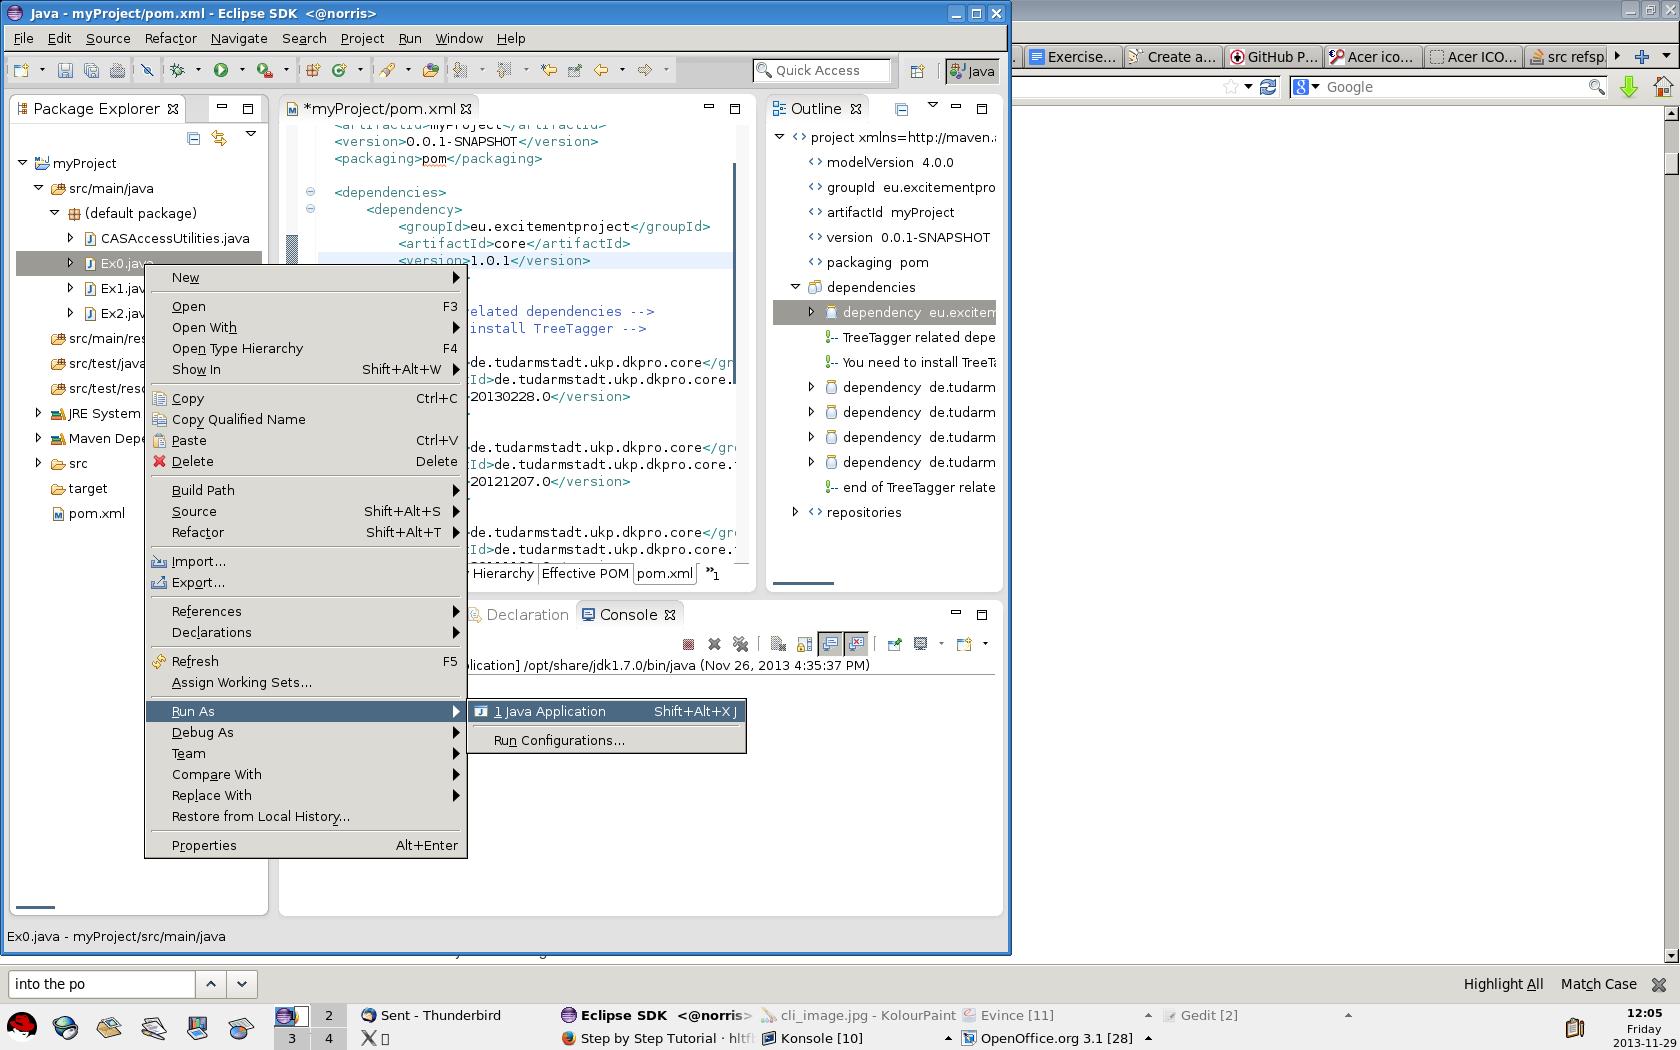 Java - myProject/pom.xml - Eclipse SDK <@norris>
File Edit Source Refactor Navigate Search Project Run Window Help
Quick Access
Java
Exercise...
Create a...
GitHub P...
Acer ico...
Acer ICO...
src refsp
Google
Package Explorer
myProject
src/main/java
(default package)
CASAccessUtilities.java
Ex0.java
Ex1.jav
Ex2.jav
src/main/res
src/test/java
src/test/reso
JRE System
Maven Depe
src
target
pom.xml
*myProject/pom.xml
<artifactId>myProject</artifactId>
<version>0.0.1-SNAPSHOT</version>
<packaging>pom</packaging>
<dependencies>
<dependency>
<groupId>eu.excitementproject</groupId>
<artifactId>core</artifactId>
<version>1.0.1</version>
elated dependencies -->
install TreeTagger -->
de.tudarmstadt.ukp.dkpro.core</gr
Id>de.tudarmstadt.ukp.dkpro.core.
20130228.0</version>
de.tudarmstadt.ukp.dkpro.core</gr
Id>de.tudarmstadt.ukp.dkpro.core.
20121207.0</version>
de.tudarmstadt.ukp.dkpro.core</gr
Id>de.tudarmstadt.ukp.dkpro.core.
Hierarchy
Effective POM
pom.xml
»1
Outline
project xmlns=http://maven.a
modelVersion 4.0.0
groupId eu.excitementpro
artifactId myProject
version 0.0.1-SNAPSHOT
packaging pom
dependencies
dependency eu.excitem
TreeTagger related depe
You need to install TreeTa
dependency de.tudarm
dependency de.tudarm
dependency de.tudarm
dependency de.tudarm
end of TreeTagger relate
repositories
New
Open F3
Open With
Open Type Hierarchy F4
Show In Shift+Alt+W
Copy Ctrl+C
Copy Qualified Name
Paste Ctrl+V
Delete Delete
Build Path
Source Shift+Alt+S
Refactor Shift+Alt+T
Import...
Export...
References
Declarations
Refresh F5
Assign Working Sets...
Run As
Debug As
Team
Compare With
Replace With
Restore from Local History...
Properties Alt+Enter
1 Java Application Shift+Alt+X J
Run Configurations...
Declaration
Console
plication] /opt/share/jdk1.7.0/bin/java (Nov 26, 2013 4:35:37 PM)
Ex0.java - myProject/src/main/java
into the po
Highlight All
Match Case
2
3 4
Sent - Thunderbird
Eclipse SDK <@norris>
cli_image.jpg - KolourPaint
Evince [11]
Gedit [2]
Step by Step Tutorial · hltfb
Konsole [10]
OpenOffice.org 3.1 [28]
12:05
Friday
2013-11-29